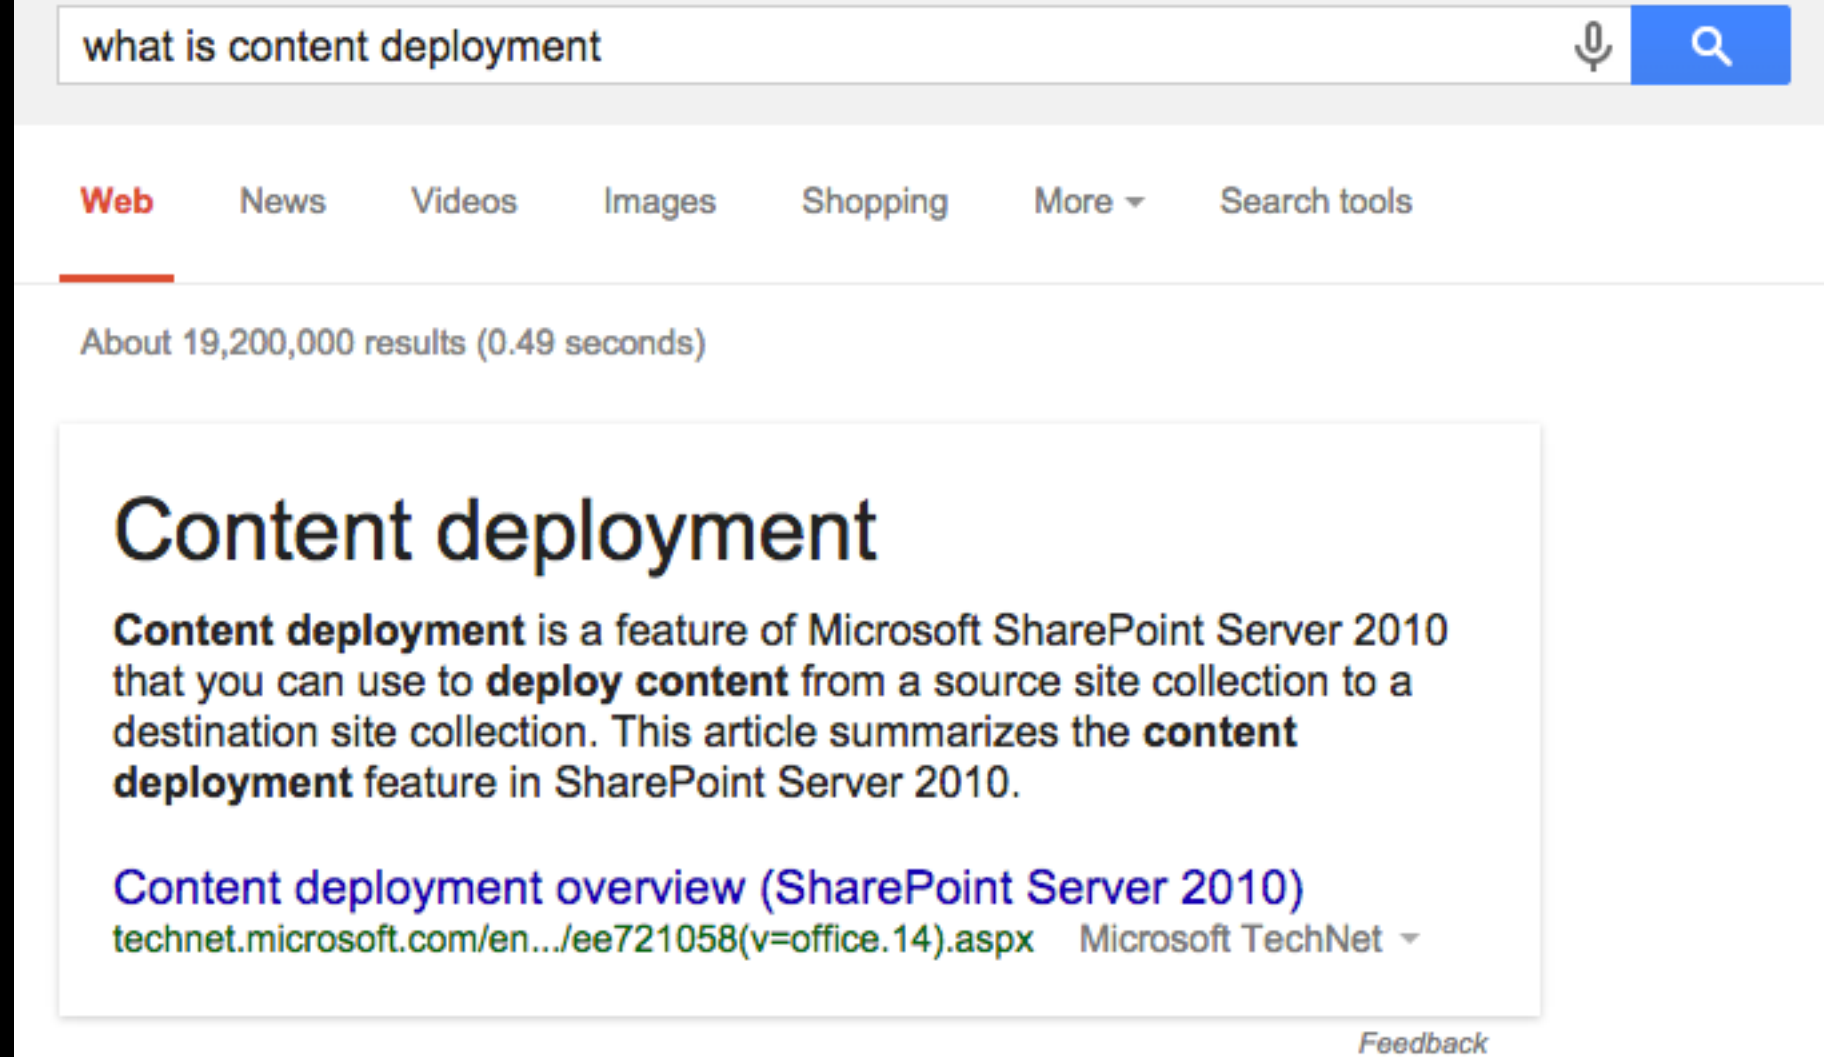 what is content deployment
Web News Videos Images Shopping More Search tools
About 19,200,000 results (0.49 seconds)
Content deployment
Content deployment is a feature of Microsoft SharePoint Server 2010
that you can use to deploy content from a source site collection to a
destination site collection. This article summarizes the content
deployment feature in SharePoint Server 2010.
Content deployment overview (SharePoint Server 2010)
technet.microsoft.com/en.../ee721058(v=office.14).aspx Microsoft TechNet
Feedback